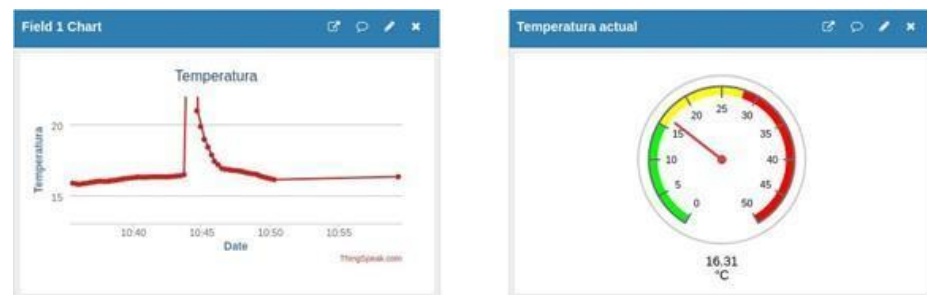 Field 1 Chart
Temperatura
Temperatura
20
15
10:40 10:45 10:50 10:55
Date
ThingSpeak.com
Temperatura actual
0
5
10
15
20
25
30
35
40
45
50
16.31
°C